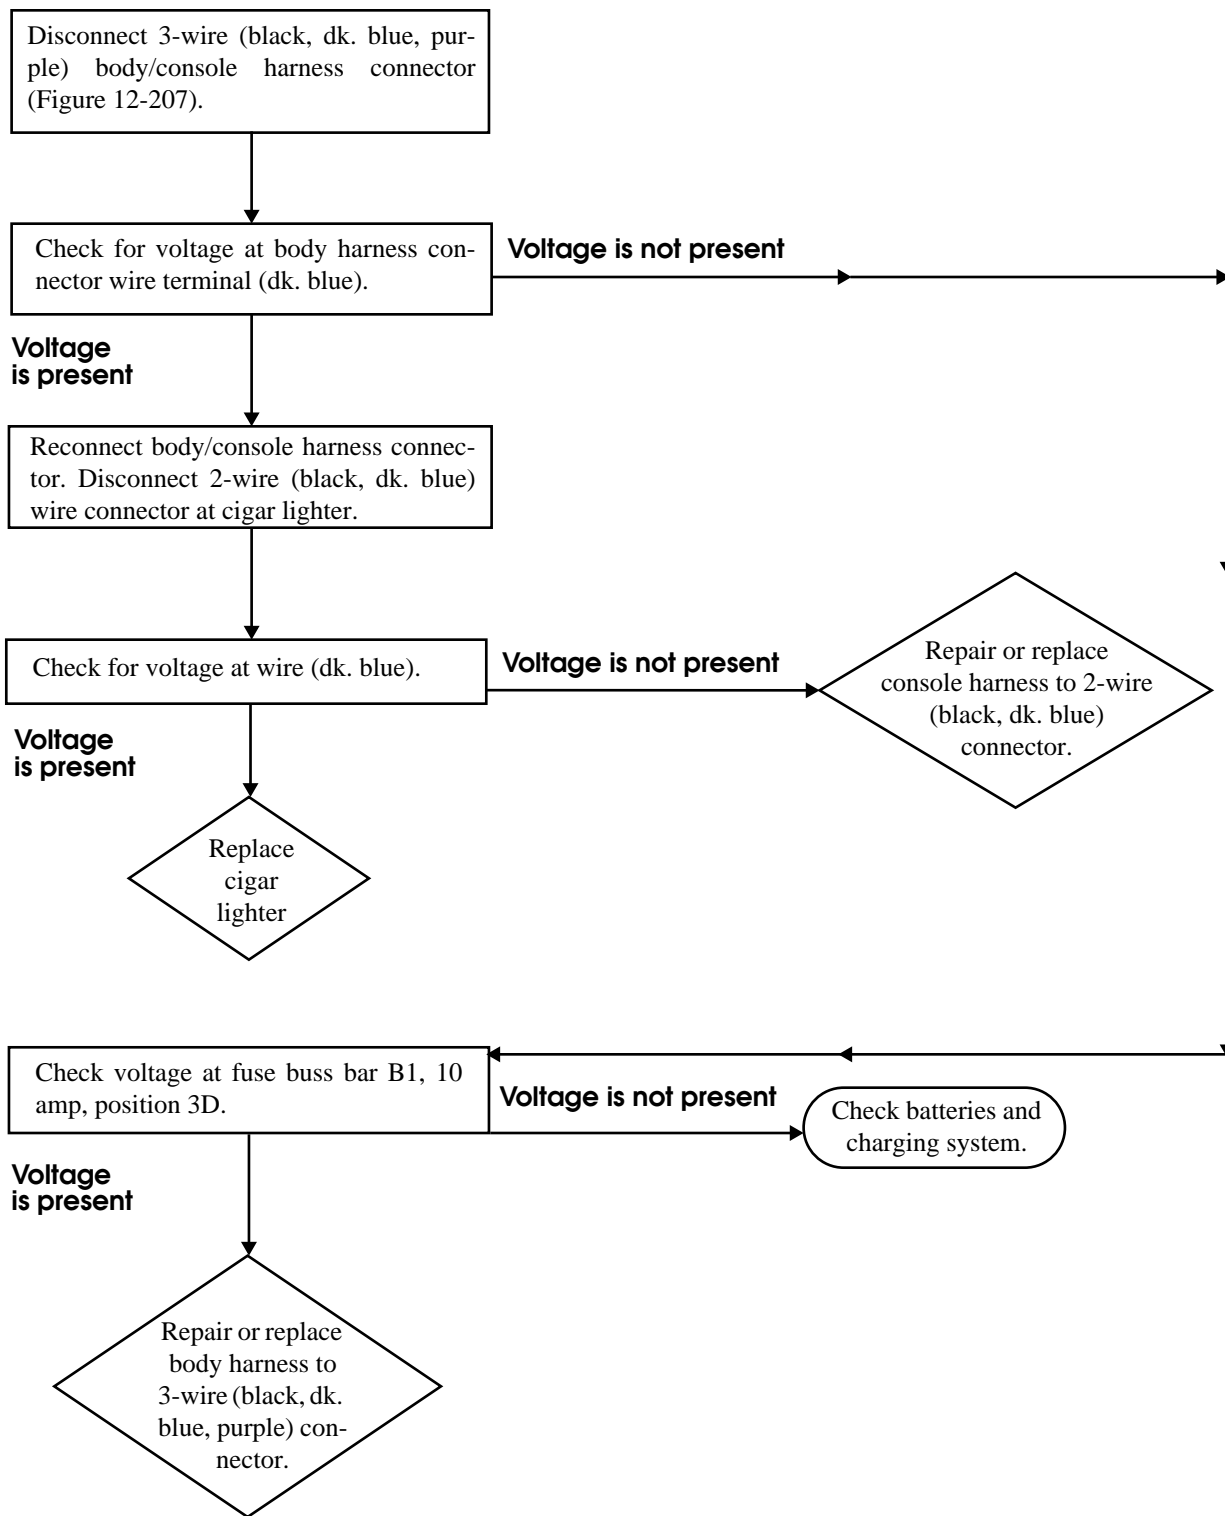 Disconnect 3-wire (black, dk. blue, pur-
ple) body/console harness connector
(Figure 12-207).
Check for voltage at body harness con-
nector wire terminal (dk. blue).
Voltage is not present
Voltage
is present
Reconnect body/console harness connec-
tor. Disconnect 2-wire (black, dk. blue)
wire connector at cigar lighter.
Check for voltage at wire (dk. blue).
Voltage is not present
Repair or replace
console harness to 2-wire
(black, dk. blue)
connector.
Voltage
is present
Replace
cigar
lighter
Check voltage at fuse buss bar B1, 10
amp, position 3D.
Voltage is not present
Check batteries and
charging system.
Voltage
is present
Repair or replace
body harness to
3-wire (black, dk.
blue, purple) con-
nector.